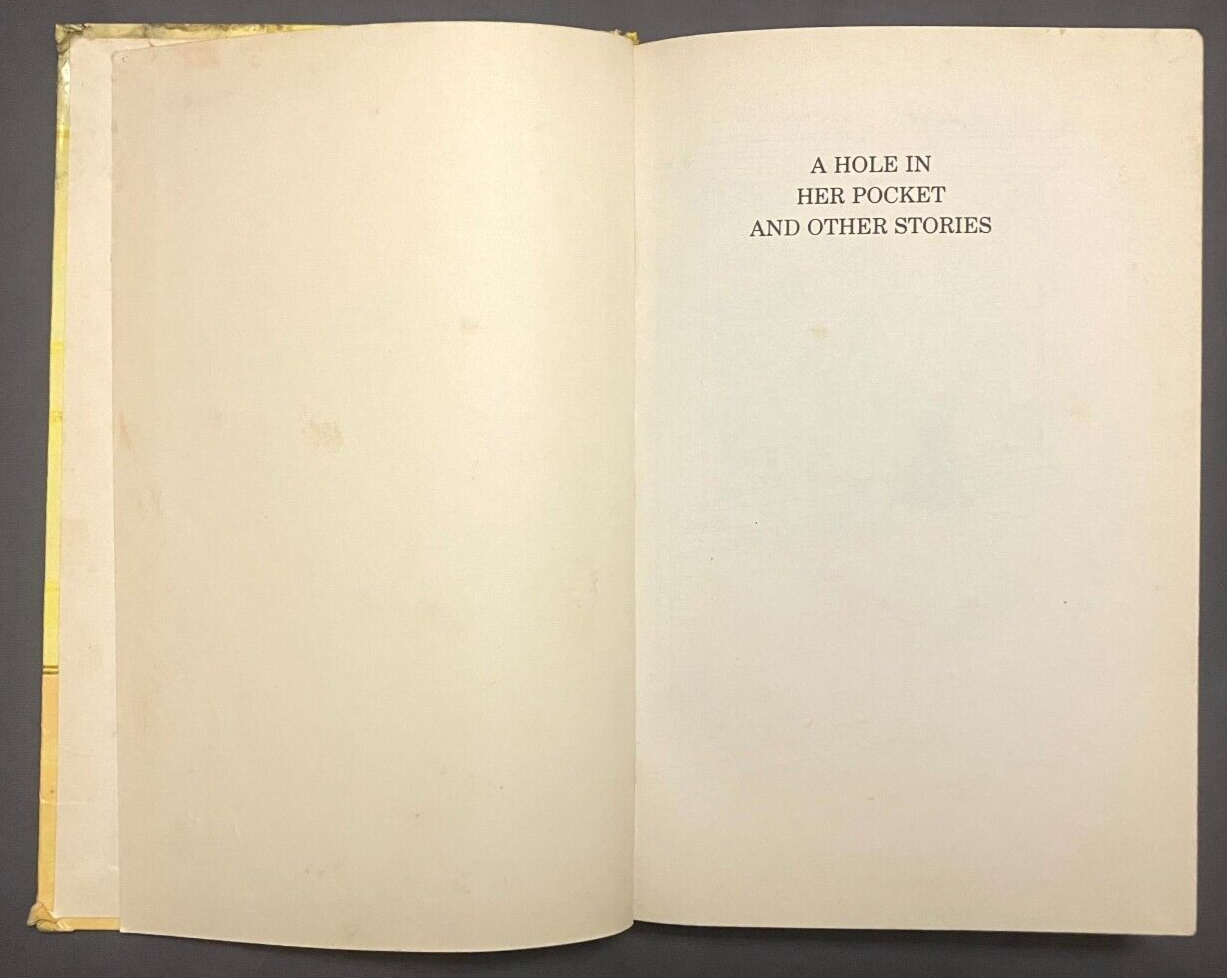 A HOLE IN
HER POCKET
AND OTHER STORIES